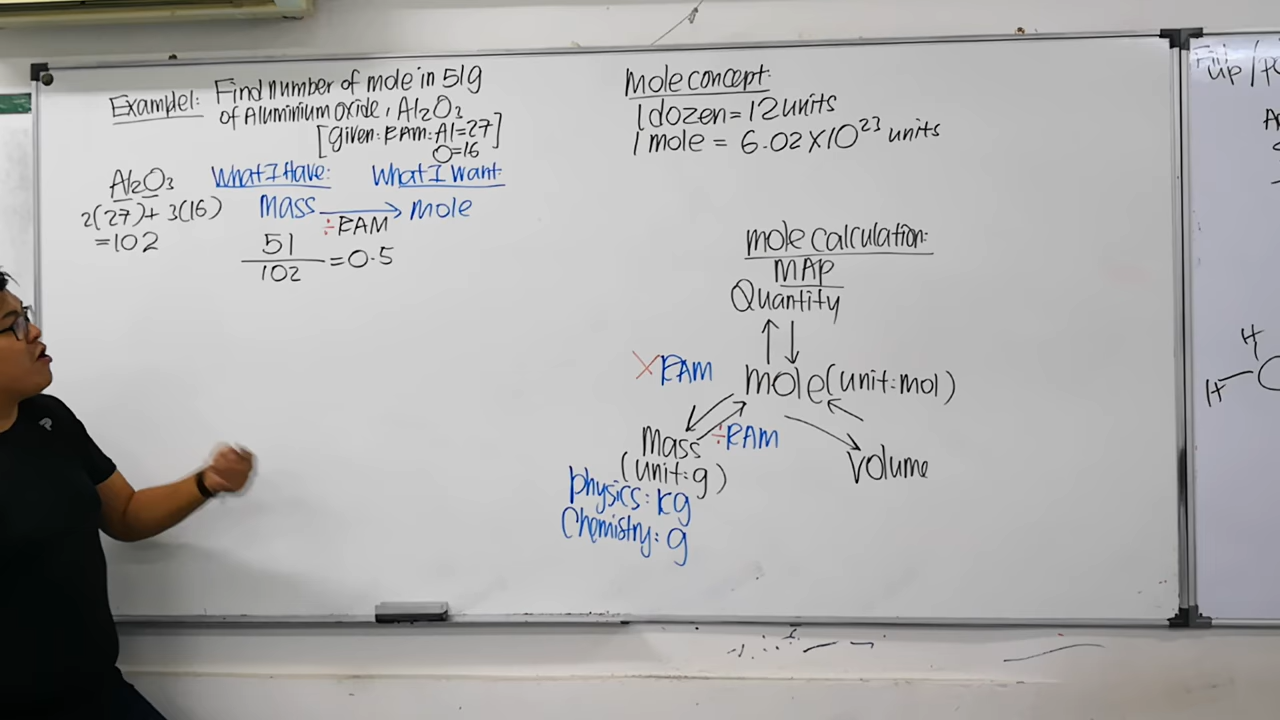 Example1: Find number of mole in 51g
of Aluminium oxide, Al2O3
[given: RAM: Al=27]
O=16
Al2O3
2(27)+ 3(16)
=102
What I Have: What I Want:
Mass ÷RAM mole
51
102
=0.5
Mole concept:
1 dozen = 12 units
1 mole = 6.02×10²³ units
mole calculation:
MAP
Quantity
×RAM
mole (unit:mol)
÷RAM
Mass
(unit:g)
Volume
physics: kg
Chemistry: g
up /
H
H